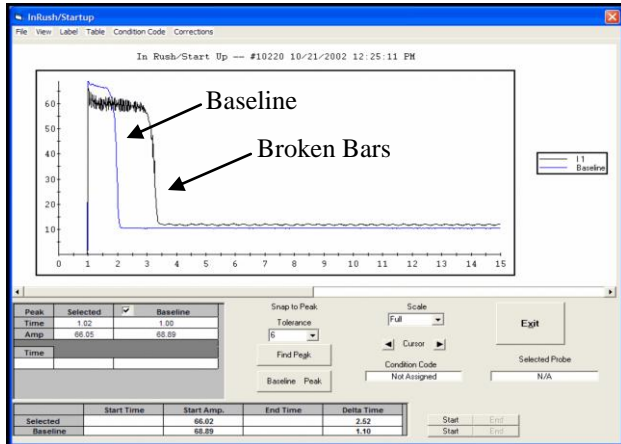 InRush/Startup
File View Label Table Condition Code Corrections
In Rush/Start Up -- #10220 10/21/2002 12:25:11 PM
Baseline
Broken Bars
60
50
40
30
20
10
0 1 2 3 4 5 6 7 8 9 10 11 12 13 14 15
I 1
Baseline
Peak Selected Baseline
Time 1.02 1.00
Amp 66.05 68.89
Time
Snap to Peak
Tolerance
6
Find Peak
Baseline Peak
Scale
Full
Cursor
Condition Code
Not Assigned
Exit
Selected Probe
N/A
Start Time Start Amp. End Time Delta Time
Selected 66.02 2.52
Baseline 68.89 1.10
Start End
Start End